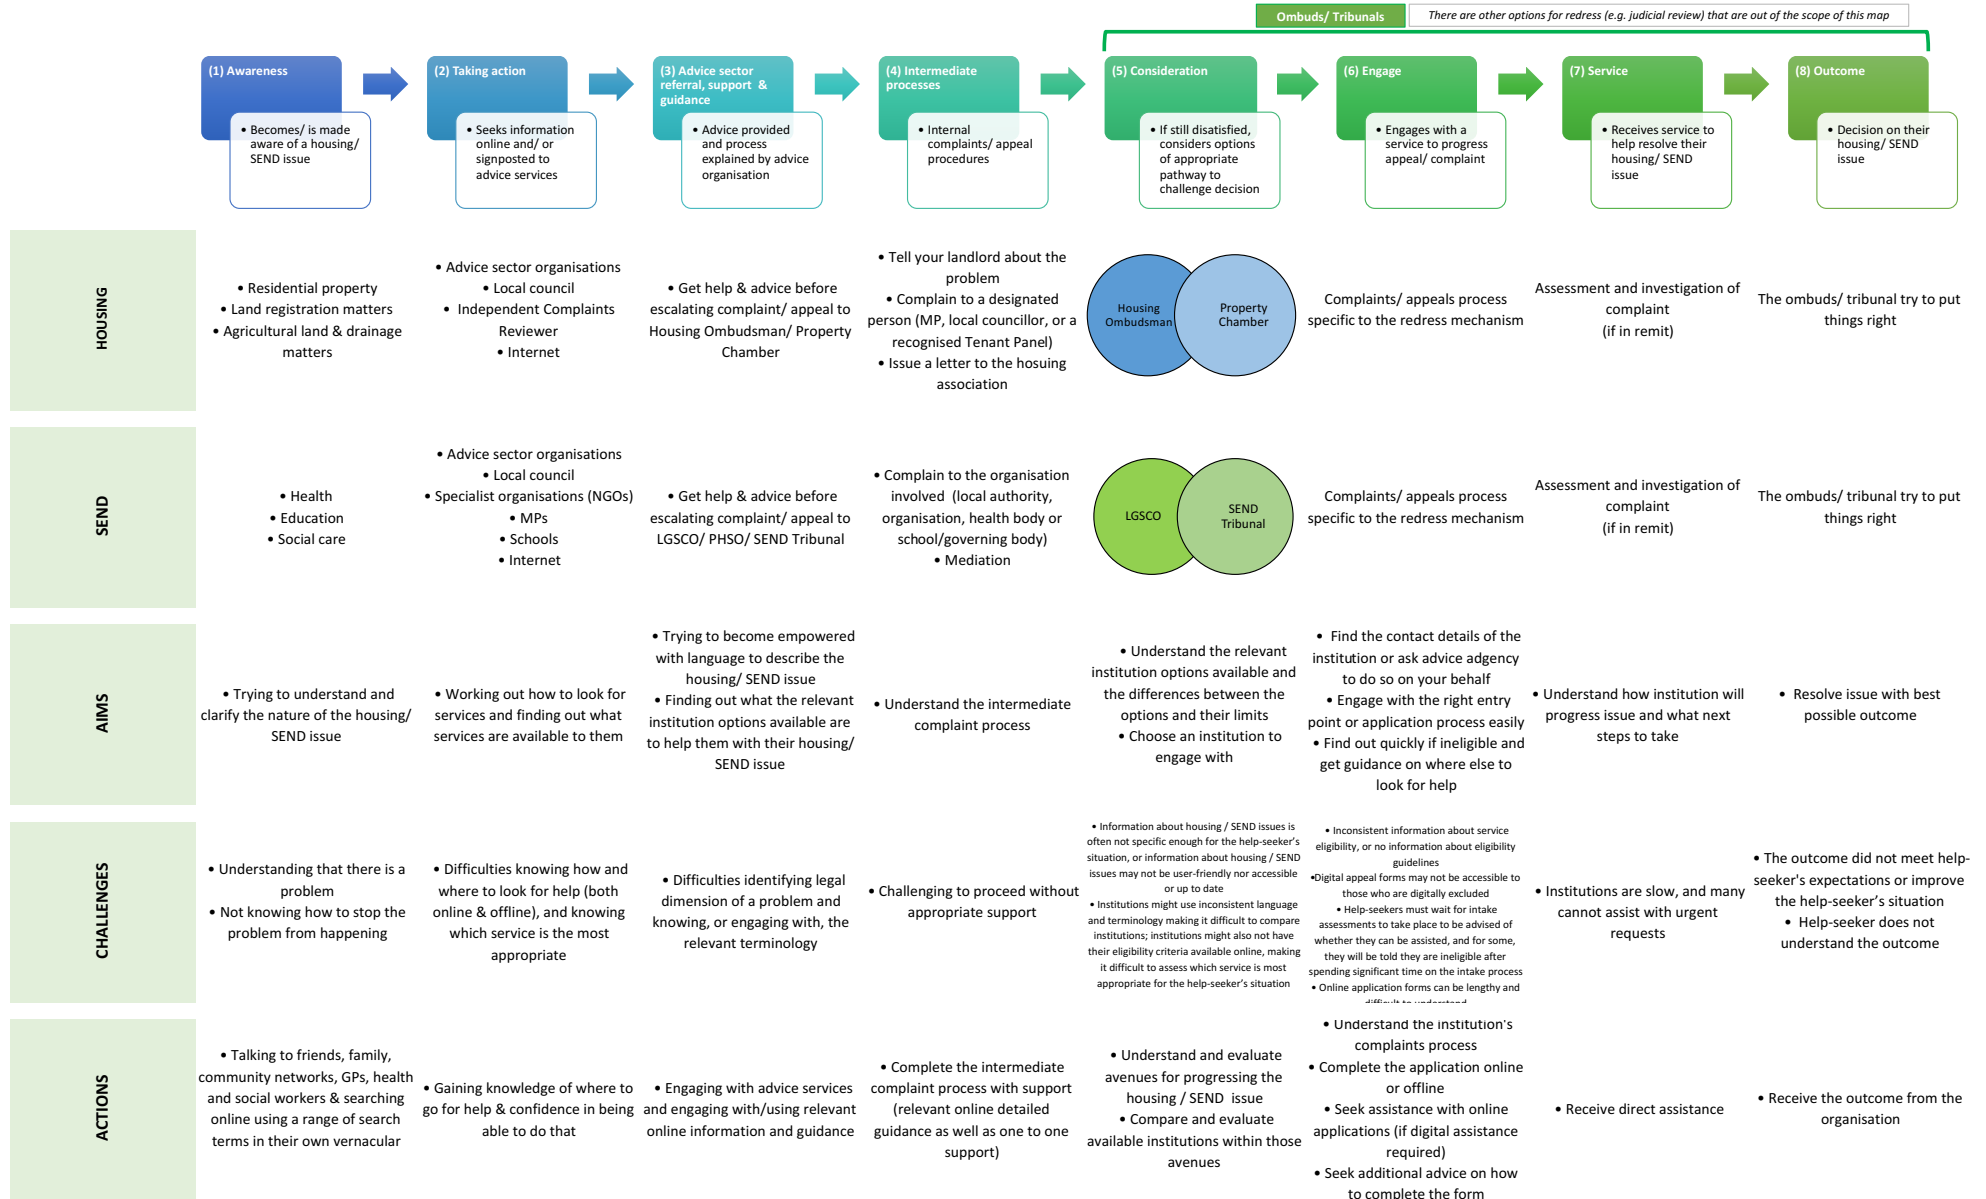 Ombuds/ Tribunals
There are other options for redress (e.g. judicial review) that are out of the scope of this map
(1) Awareness
• Becomes/ is made
aware of a housing/
SEND issue
(2) Taking action
• Seeks information
online and/ or
signposted to
advice services
(3) Advice sector
referral, support &
guidance
• Advice provided
and process
explained by advice
organisation
(4) Intermediate
processes
• Internal
complaints/ appeal
procedures
(5) Consideration
• If still disatisfied,
considers options
of appropriate
pathway to
challenge decision
(6) Engage
• Engages with a
service to progress
appeal/ complaint
(7) Service
• Receives service to
help resolve their
housing/ SEND
issue
(8) Outcome
• Decision on their
housing/ SEND
issue
HOUSING
• Residential property
• Land registration matters
• Agricultural land & drainage
matters
• Advice sector organisations
• Local council
• Independent Complaints
Reviewer
• Internet
• Get help & advice before
escalating complaint/ appeal to
Housing Ombudsman/ Property
Chamber
• Tell your landlord about the
problem
• Complain to a designated
person (MP, local councillor, or a
recognised Tenant Panel)
• Issue a letter to the hosuing
association
Housing
Ombudsman
Property
Chamber
Complaints/ appeals process
specific to the redress mechanism
Assessment and investigation of
complaint
(if in remit)
The ombuds/ tribunal try to put
things right
SEND
• Health
• Education
• Social care
• Advice sector organisations
• Local council
• Specialist organisations (NGOs)
• MPs
• Schools
• Internet
• Get help & advice before
escalating complaint/ appeal to
LGSCO/ PHSO/ SEND Tribunal
• Complain to the organisation
involved (local authority,
organisation, health body or
school/governing body)
• Mediation
LGSCO
SEND
Tribunal
Complaints/ appeals process
specific to the redress mechanism
Assessment and investigation of
complaint
(if in remit)
The ombuds/ tribunal try to put
things right
AIMS
• Trying to understand and
clarify the nature of the housing/
SEND issue
• Working out how to look for
services and finding out what
services are available to them
• Trying to become empowered
with language to describe the
housing/ SEND issue
• Finding out what the relevant
institution options available are
to help them with their housing/
SEND issue
• Understand the intermediate
complaint process
• Understand the relevant
institution options available and
the differences between the
options and their limits
• Choose an institution to
engage with
• Find the contact details of the
institution or ask advice adgency
to do so on your behalf
• Engage with the right entry
point or application process easily
• Find out quickly if ineligible and
get guidance on where else to
look for help
• Understand how institution will
progress issue and what next
steps to take
• Resolve issue with best
possible outcome
CHALLENGES
• Understanding that there is a
problem
• Not knowing how to stop the
problem from happening
• Difficulties knowing how and
where to look for help (both
online & offline), and knowing
which service is the most
appropriate
• Difficulties identifying legal
dimension of a problem and
knowing, or engaging with, the
relevant terminology
• Challenging to proceed without
appropriate support
• Information about housing / SEND issues is
often not specific enough for the help-seeker's
situation, or information about housing / SEND
issues may not be user-friendly nor accessible
or up to date
• Institutions might use inconsistent language
and terminology making it difficult to compare
institutions; institutions might also not have
their eligibility criteria available online, making
it difficult to assess which service is most
appropriate for the help-seeker's situation
• Inconsistent information about service
eligibility, or no information about eligibility
guidelines
•Digital appeal forms may not be accessible to
those who are digitally excluded
• Help-seekers must wait for intake
assessments to take place to be advised of
whether they can be assisted, and for some,
they will be told they are ineligible after
spending significant time on the intake process
• Online application forms can be lengthy and
difficult to understand
• Institutions are slow, and many
cannot assist with urgent
requests
• The outcome did not meet help-
seeker's expectations or improve
the help-seeker's situation
• Help-seeker does not
understand the outcome
ACTIONS
• Talking to friends, family,
community networks, GPs, health
and social workers & searching
online using a range of search
terms in their own vernacular
• Gaining knowledge of where to
go for help & confidence in being
able to do that
• Engaging with advice services
and engaging with/using relevant
online information and guidance
• Complete the intermediate
complaint process with support
(relevant online detailed
guidance as well as one to one
support)
• Understand and evaluate
avenues for progressing the
housing / SEND issue
• Compare and evaluate
available institutions within those
avenues
• Understand the institution's
complaints process
• Complete the application online
or offline
• Seek assistance with online
applications (if digital assistance
required)
• Seek additional advice on how
to complete the form
• Receive direct assistance
• Receive the outcome from the
organisation